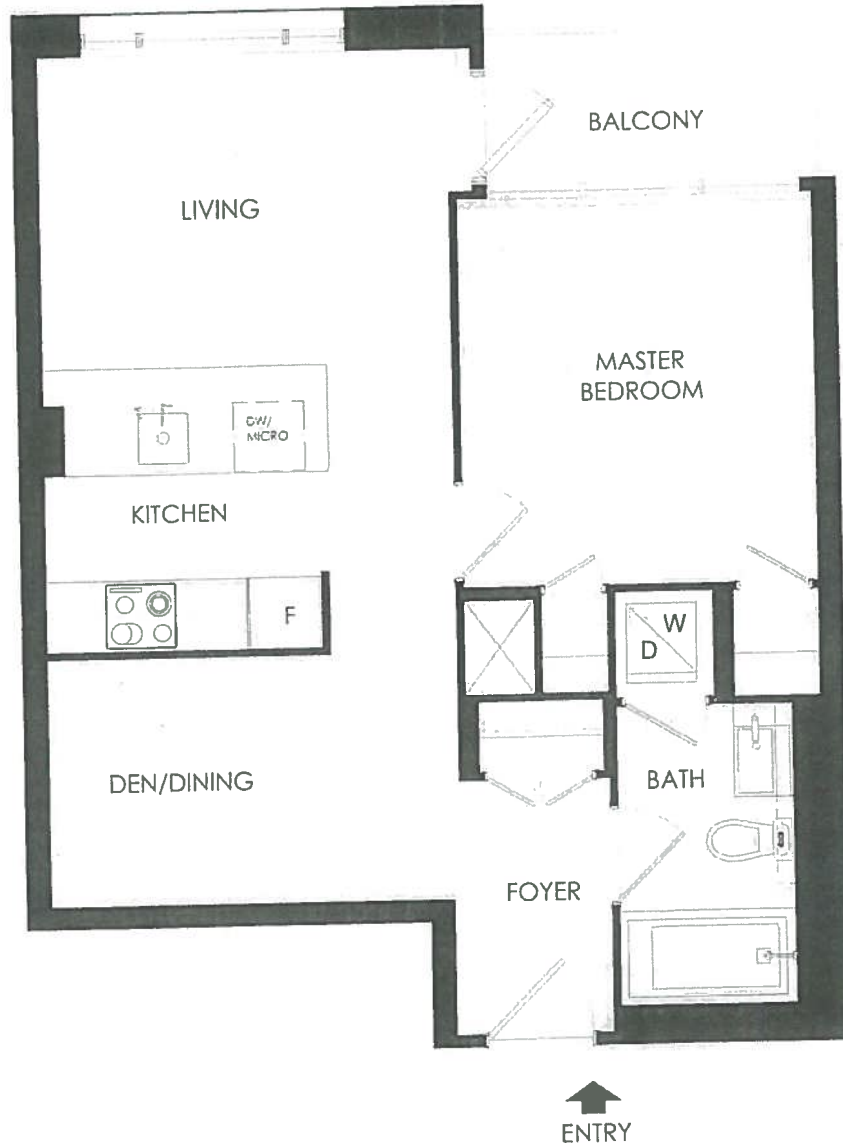 BALCONY
LIVING
MASTER
BEDROOM
DW/
MICRO
KITCHEN
F
W
D
DEN/DINING
BATH
FOYER
ENTRY